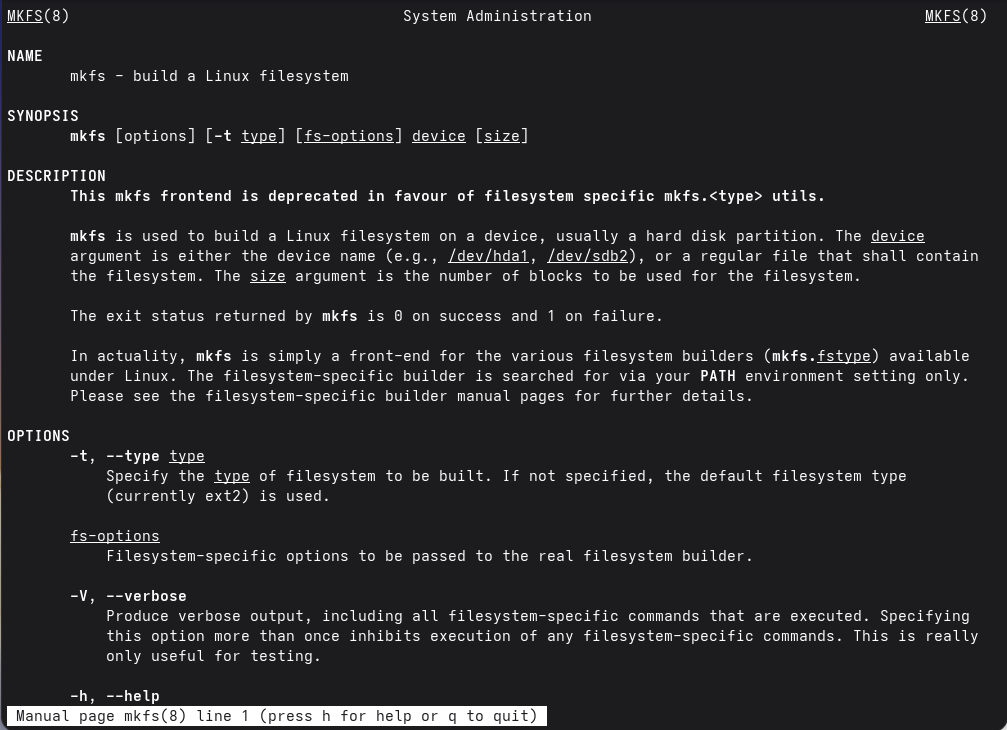 MKFS(8) System Administration MKFS(8)
NAME
mkfs - build a Linux filesystem
SYNOPSIS
mkfs [options] [-t type] [fs-options] device [size]
DESCRIPTION
This mkfs frontend is deprecated in favour of filesystem specific mkfs.<type> utils.
mkfs is used to build a Linux filesystem on a device, usually a hard disk partition. The device
argument is either the device name (e.g., /dev/hda1, /dev/sdb2), or a regular file that shall contain
the filesystem. The size argument is the number of blocks to be used for the filesystem.
The exit status returned by mkfs is 0 on success and 1 on failure.
In actuality, mkfs is simply a front-end for the various filesystem builders (mkfs.fstype) available
under Linux. The filesystem-specific builder is searched for via your PATH environment setting only.
Please see the filesystem-specific builder manual pages for further details.
OPTIONS
-t, --type type
Specify the type of filesystem to be built. If not specified, the default filesystem type
(currently ext2) is used.
fs-options
Filesystem-specific options to be passed to the real filesystem builder.
-V, --verbose
Produce verbose output, including all filesystem-specific commands that are executed. Specifying
this option more than once inhibits execution of any filesystem-specific commands. This is really
only useful for testing.
-h, --help
Manual page mkfs(8) line 1 (press h for help or q to quit)